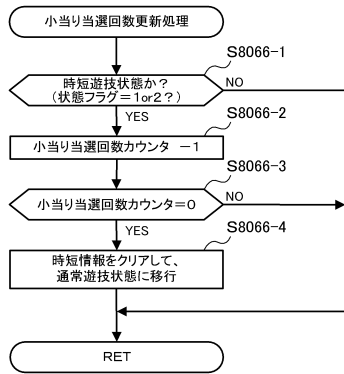 小当り当選回数更新処理
S8066-1
時短遊技状態か?
(状態フラグ=1or2?)
NO
YES
S8066-2
小当り当選回数カウンタ －1
S8066-3
小当り当選回数カウンタ=0
NO
YES
S8066-4
時短情報をクリアして、
通常遊技状態に移行
RET